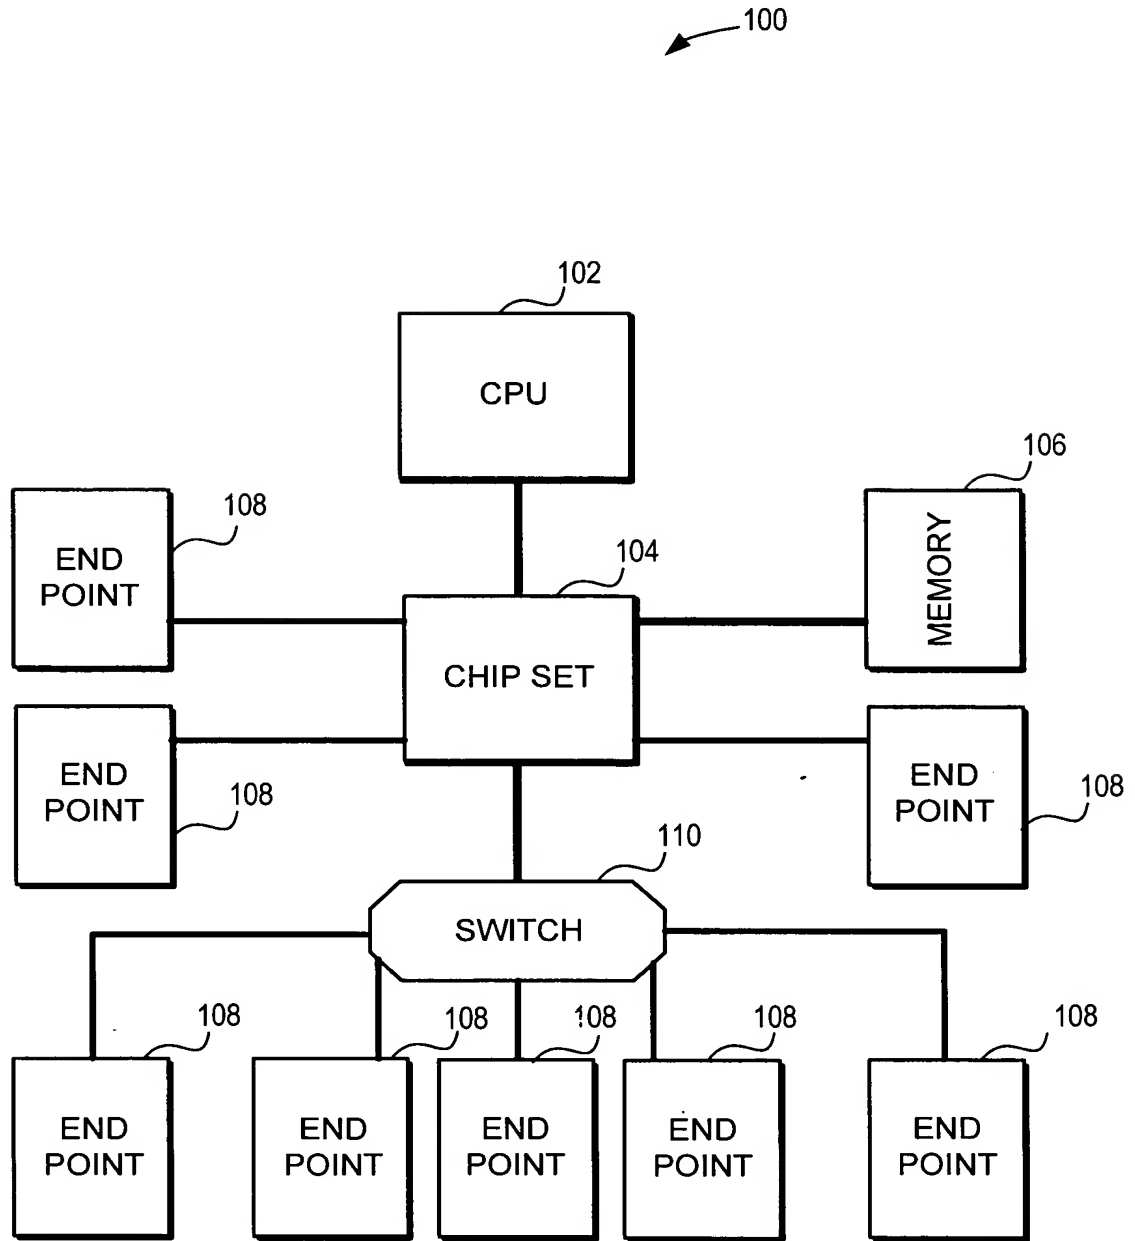 100
102
CPU
106
MEMORY
108
END
POINT
104
CHIP SET
END
POINT
108
END
POINT
108
110
SWITCH
108
108
108
108
108
END
POINT
END
POINT
END
POINT
END
POINT
END
POINT